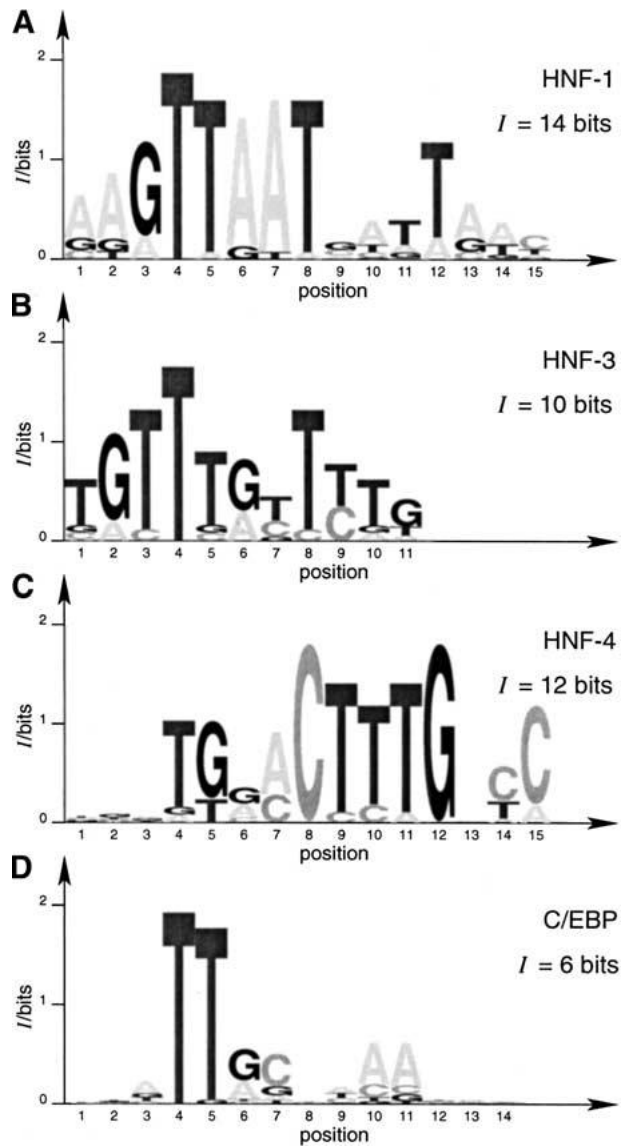 A
I/bits
2
1
0
HNF-1
I = 14 bits
1 2 3 4 5 6 7 8 9 10 11 12 13 14 15
position
B
I/bits
2
1
0
HNF-3
I = 10 bits
1 2 3 4 5 6 7 8 9 10 11
position
C
I/bits
2
1
0
HNF-4
I = 12 bits
1 2 3 4 5 6 7 8 9 10 11 12 13 14 15
position
D
I/bits
2
1
0
C/EBP
I = 6 bits
1 2 3 4 5 6 7 8 9 10 11 12 13 14
position